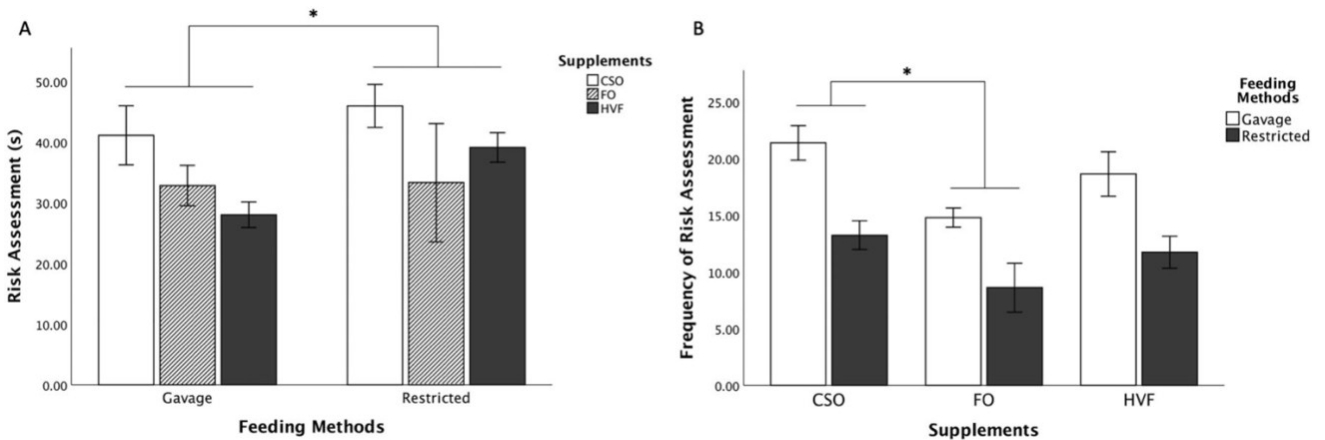 A
*
Supplements
CSO
FO
HVF
50.00
40.00
30.00
20.00
10.00
0.00
Risk Assessment (s)
Gavage
Restricted
Feeding Methods
B
*
Feeding
Methods
Gavage
Restricted
25.00
20.00
15.00
10.00
5.00
0.00
Frequency of Risk Assessment
CSO
FO
HVF
Supplements